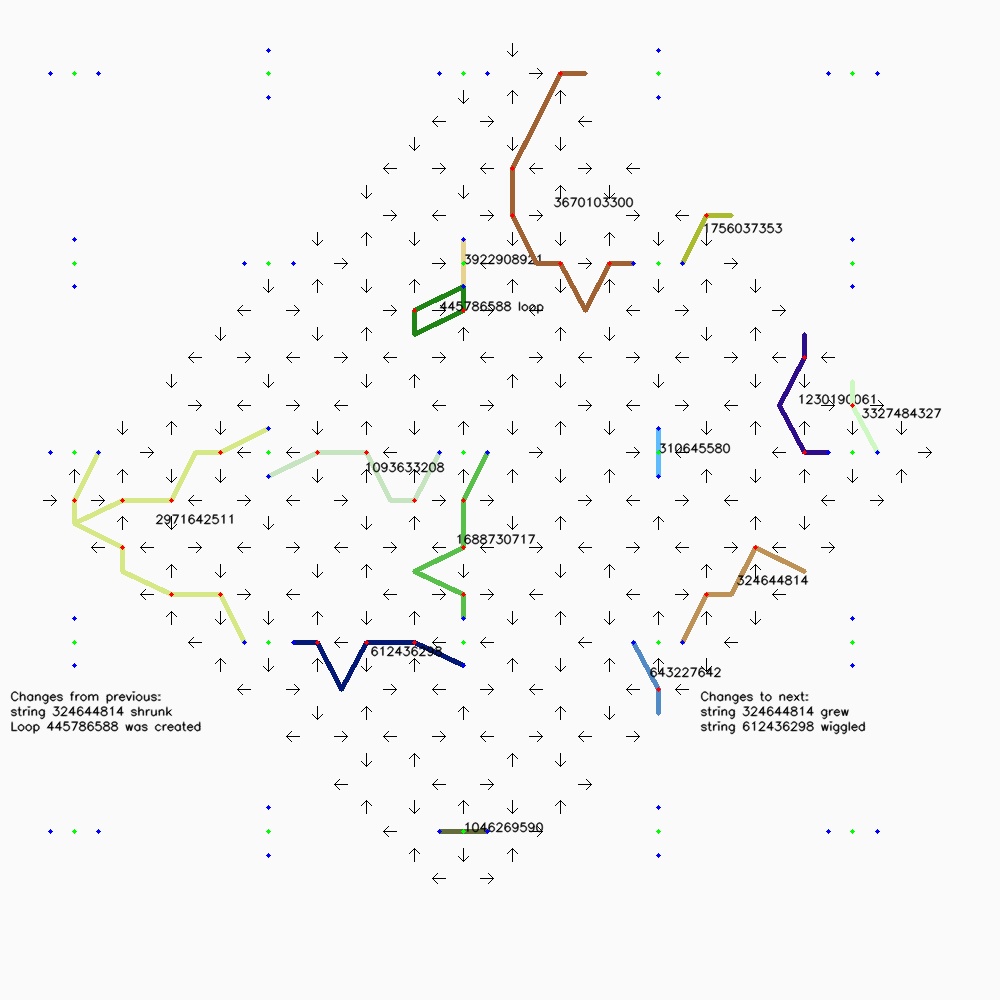 3670103300
1756037353
3922908921
445786588 loop
1230190061
3327484327
310645580
1093633208
2971642511
1688730717
324644814
612436298
643227642
Changes from previous:
string 324644814 shrunk
Loop 445786588 was created
Changes to next:
string 324644814 grew
string 612436298 wiggled
1046269590